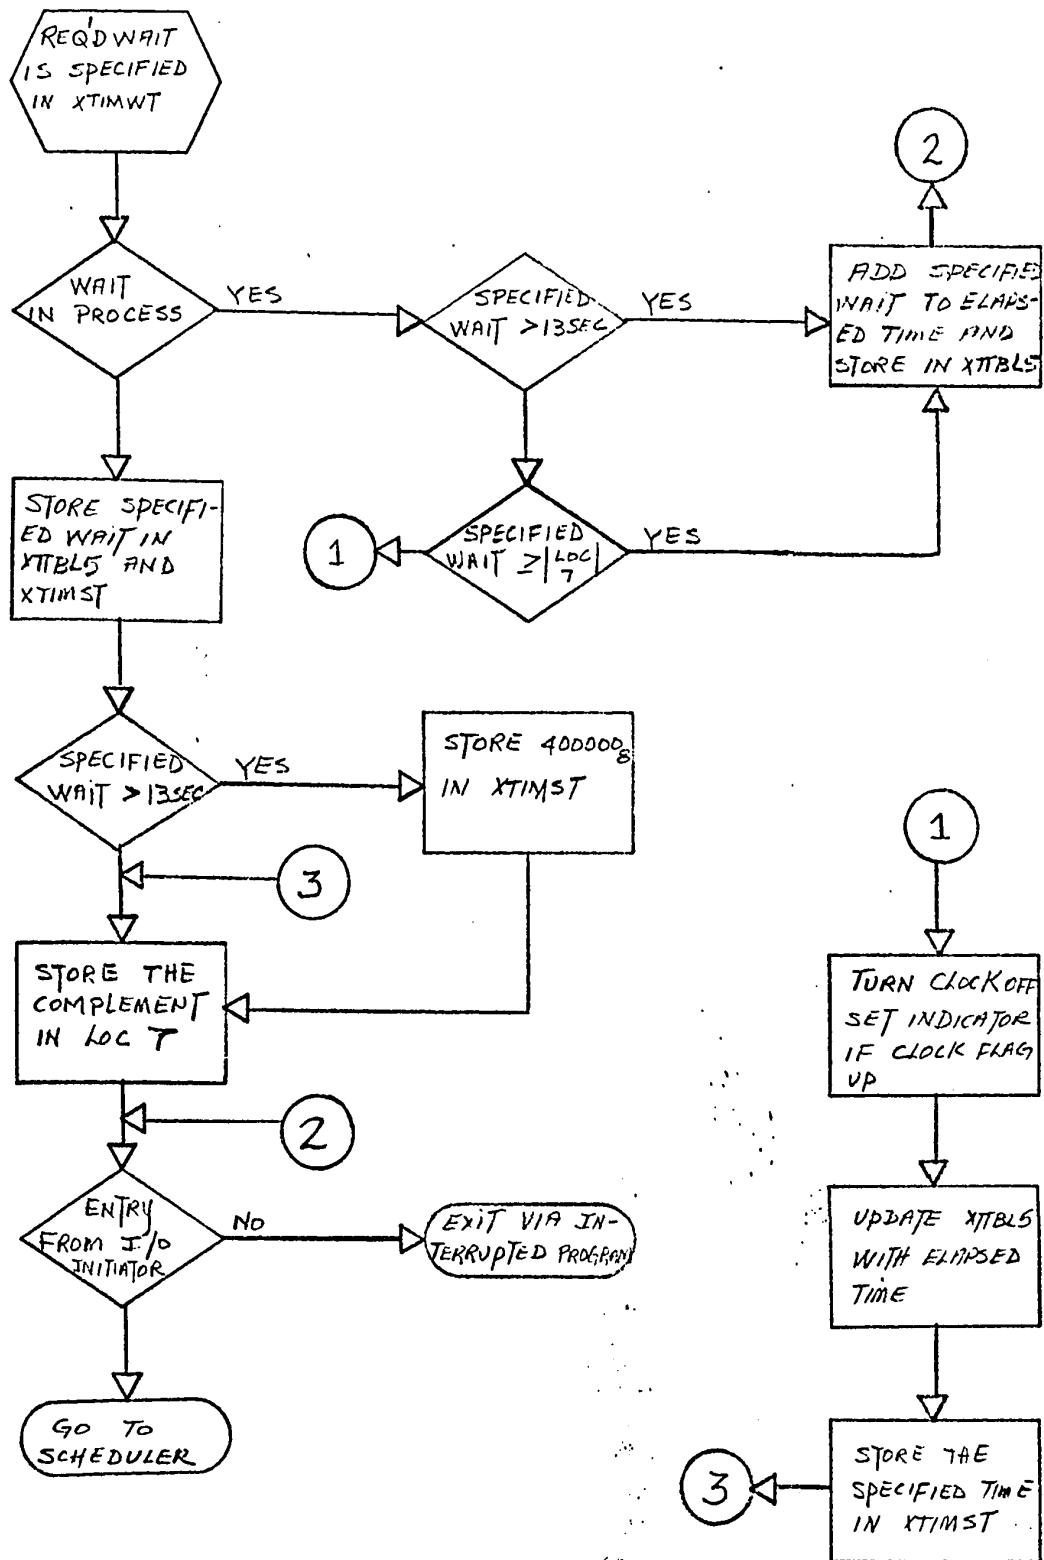 REQ'D WAIT
IS SPECIFIED
IN XTIMWT
2
WAIT
IN PROCESS
YES
SPECIFIED
WAIT > 13 SEC
YES
ADD SPECIFIED
WAIT TO ELAPS-
ED TIME AND
STORE IN XTTBL5
STORE SPECIFI-
ED WAIT IN
XTTBL5 AND
XTIMST
1
SPECIFIED
WAIT ≥ |LOC
7|
YES
SPECIFIED
WAIT > 13 SEC
YES
STORE 400000₈
IN XTIMST
3
STORE THE
COMPLEMENT
IN LOC 7
2
ENTRY
FROM I/O
INITIATOR
NO
EXIT VIA IN-
TERRUPTED PROGRAM
GO TO
SCHEDULER
1
TURN CLOCK OFF
SET INDICATOR
IF CLOCK FLAG
UP
UPDATE XTTBL5
WITH ELAPSED
TIME
STORE THE
SPECIFIED TIME
IN XTIMST
3